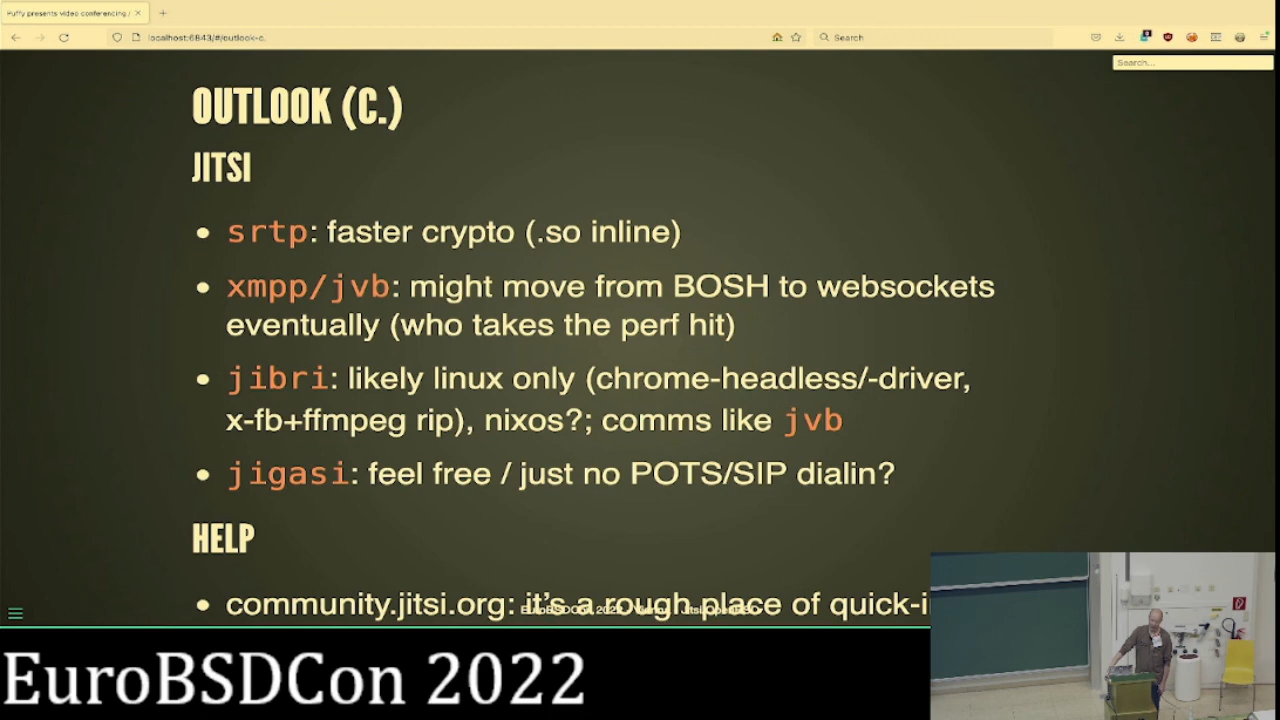 Puffy presents video conferencing /
localhost:6843/#/outlook-c.
Search
Search...
OUTLOOK (C.)
JITSI
srtp: faster crypto (.so inline)
xmpp/jvb: might move from BOSH to websockets
eventually (who takes the perf hit)
jibri: likely linux only (chrome-headless/-driver,
x-fb+ffmpeg rip), nixos?; comms like jvb
jigasi: feel free / just no POTS/SIP dialin?
HELP
community.jitsi.org: it's a rough place of quick-i
EuroBSDCon 2022